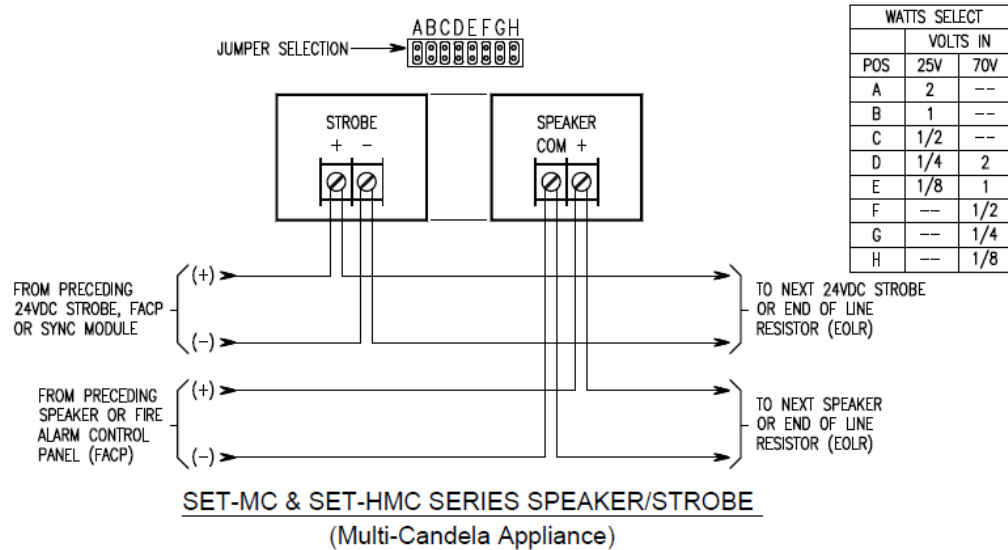 ABCDEFGH
JUMPER SELECTION
WATTS SELECT
VOLTS IN
POS 25V 70V
A 2 --
B 1 --
C 1/2 --
D 1/4 2
E 1/8 1
F -- 1/2
G -- 1/4
H -- 1/8
STROBE
+ -
SPEAKER
COM +
(+)
(-)
FROM PRECEDING
24VDC STROBE, FACP
OR SYNC MODULE
TO NEXT 24VDC STROBE
OR END OF LINE
RESISTOR (EOLR)
(+)
(-)
FROM PRECEDING
SPEAKER OR FIRE
ALARM CONTROL
PANEL (FACP)
TO NEXT SPEAKER
OR END OF LINE
RESISTOR (EOLR)
SET-MC & SET-HMC SERIES SPEAKER/STROBE
(Multi-Candela Appliance)